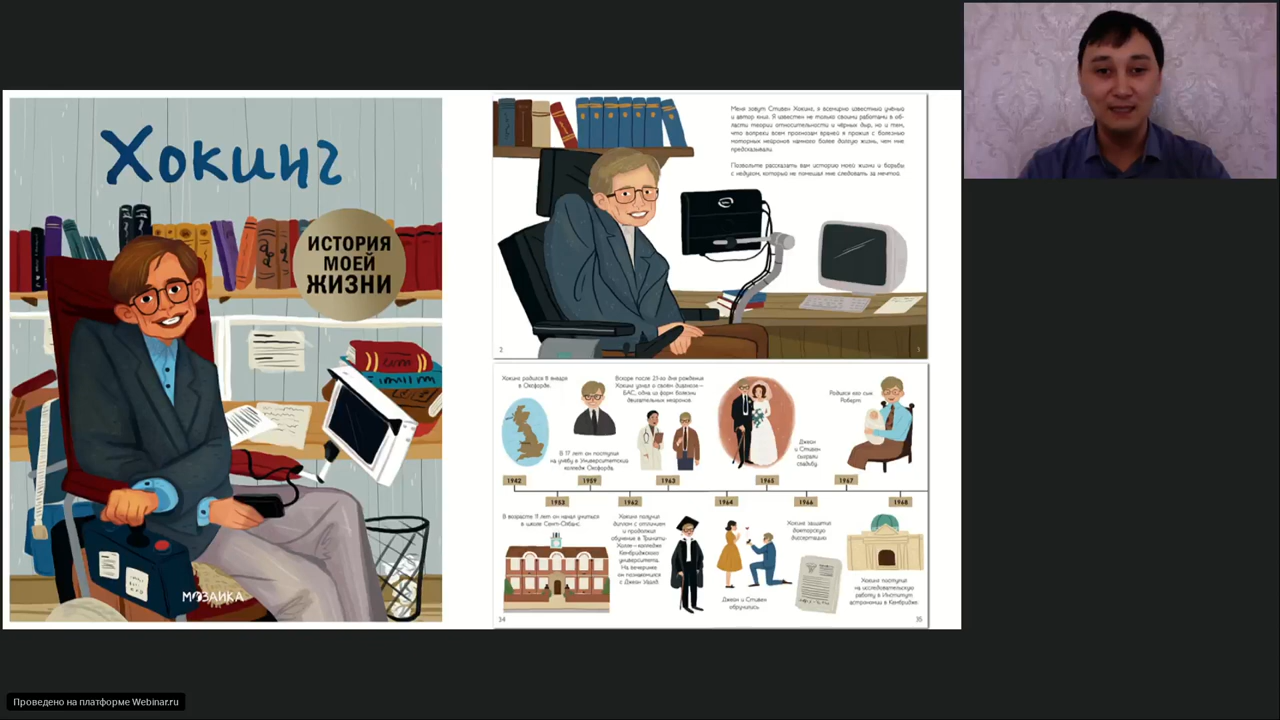 Хокинг
ИСТОРИЯ
МОЕЙ
ЖИЗНИ
МОЗАИКА
Меня зовут Стивен Хокинг, я всемирно известный учёный
и автор книг. Я известен не только своими работами в об-
ласти теории относительности и чёрных дыр, но и тем,
что вопреки всем прогнозам врачей я прожил с болезнью
моторных нейронов намного более долгую жизнь, чем мне
предсказывали.
Позвольте рассказать вам историю моей жизни и борьбы
с недугом, который не помешал мне следовать за мечтой.
2
Хокинг родился 8 января
в Оксфорде.
Вскоре после 21-го дня рождения
Хокинг узнал о своём диагнозе—
БАС, одна из форм болезни
двигательных нейронов.
Родился его сын
Роберт
Джейн
и Стивен
сыграли
свадьбу.
В 17 лет он поступил
на учёбу в Университетский
колледж Оксфорда.
1942
1959
1963
1965
1967
1953
1962
1964
1966
1968
В возрасте 11 лет он начал учиться
в школе Сент-Олбанс.
Хокинг получил
диплом с отличием
и продолжил
обучение в Тринити
Холле—колледже
Кембриджского
университета.
На вечеринке
он познакомился
с Джейн Уайлд.
Джейн и Стивен
обручились.
Хокинг защитил
докторскую
диссертацию.
Хокинг поступил
на исследовательскую
работу в Институт
астрономии в Кембридже.
34
35
Проведено на платформе Webinar.ru